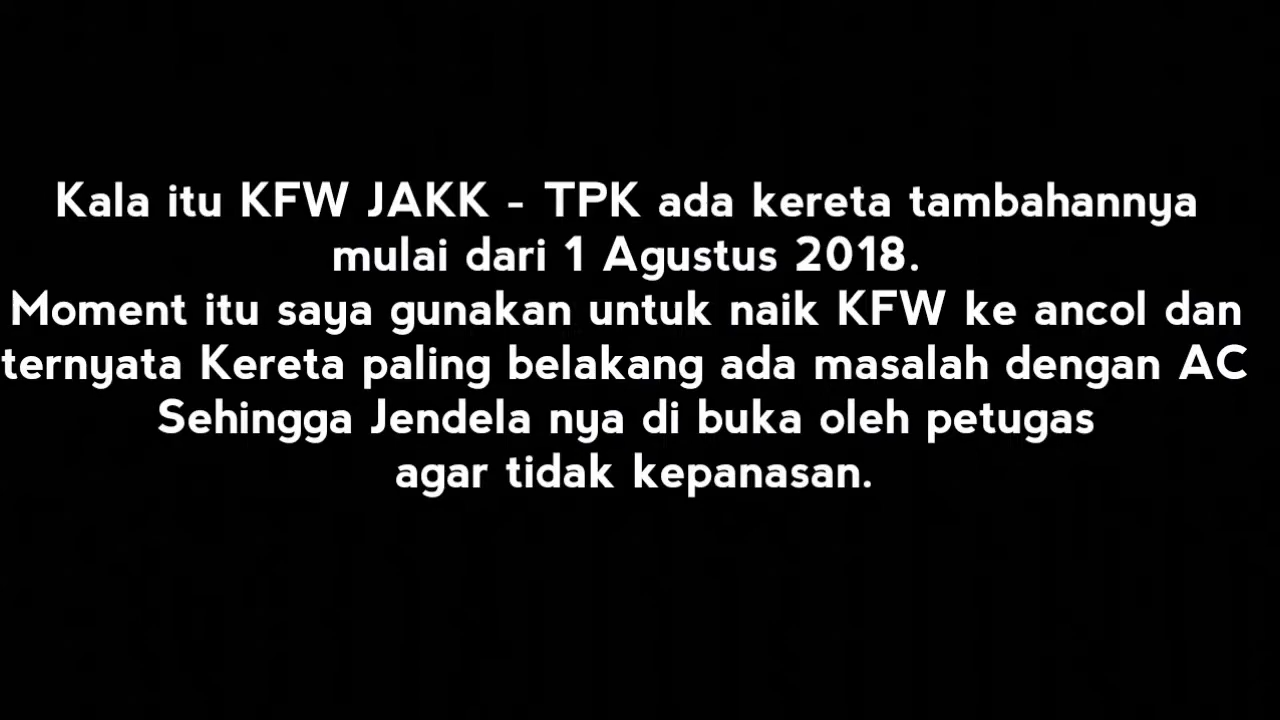 Kala itu KFW JAKK - TPK ada kereta tambahannya
mulai dari 1 Agustus 2018.
Moment itu saya gunakan untuk naik KFW ke ancol dan
ternyata Kereta paling belakang ada masalah dengan AC
Sehingga Jendela nya di buka oleh petugas
agar tidak kepanasan.